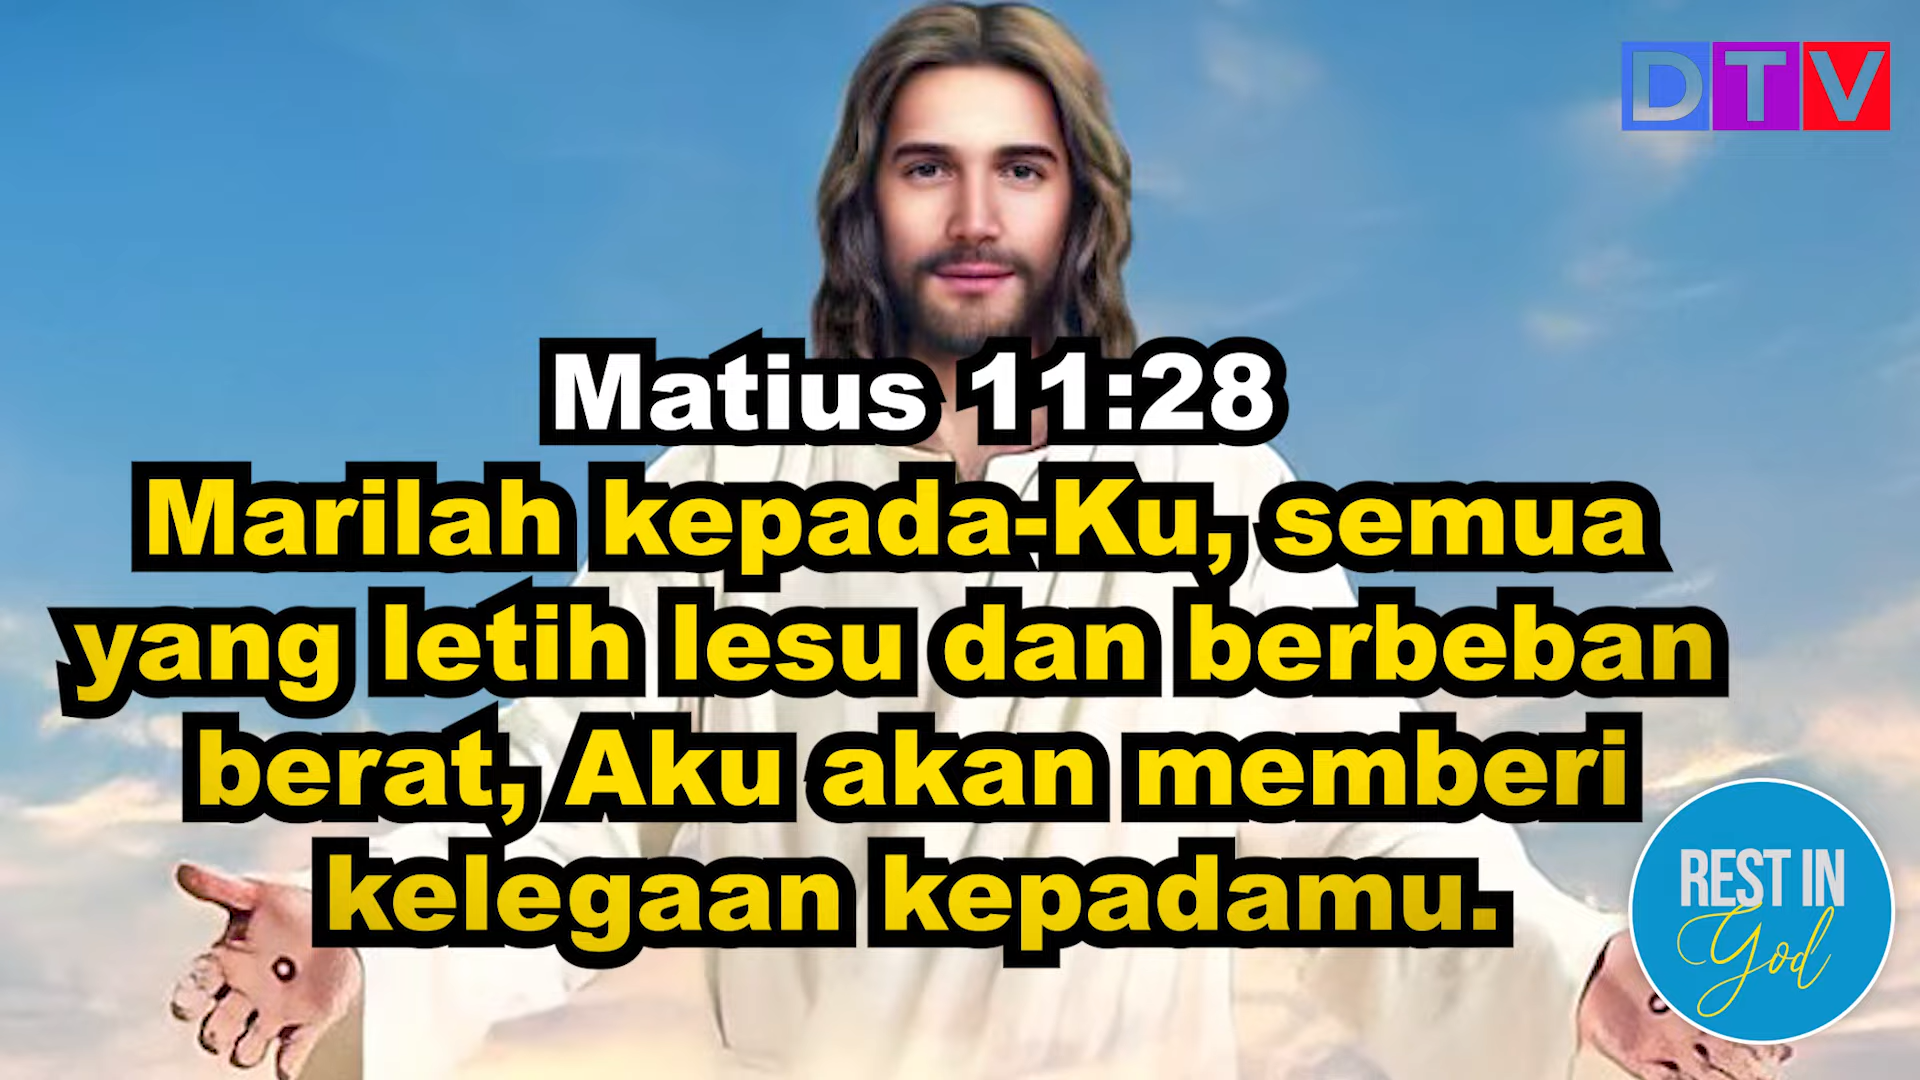 DTV
Matius 11:28
Marilah kepada-Ku, semua
yang letih lesu dan berbeban
berat, Aku akan memberi
kelegaan kepadamu.
REST IN
God